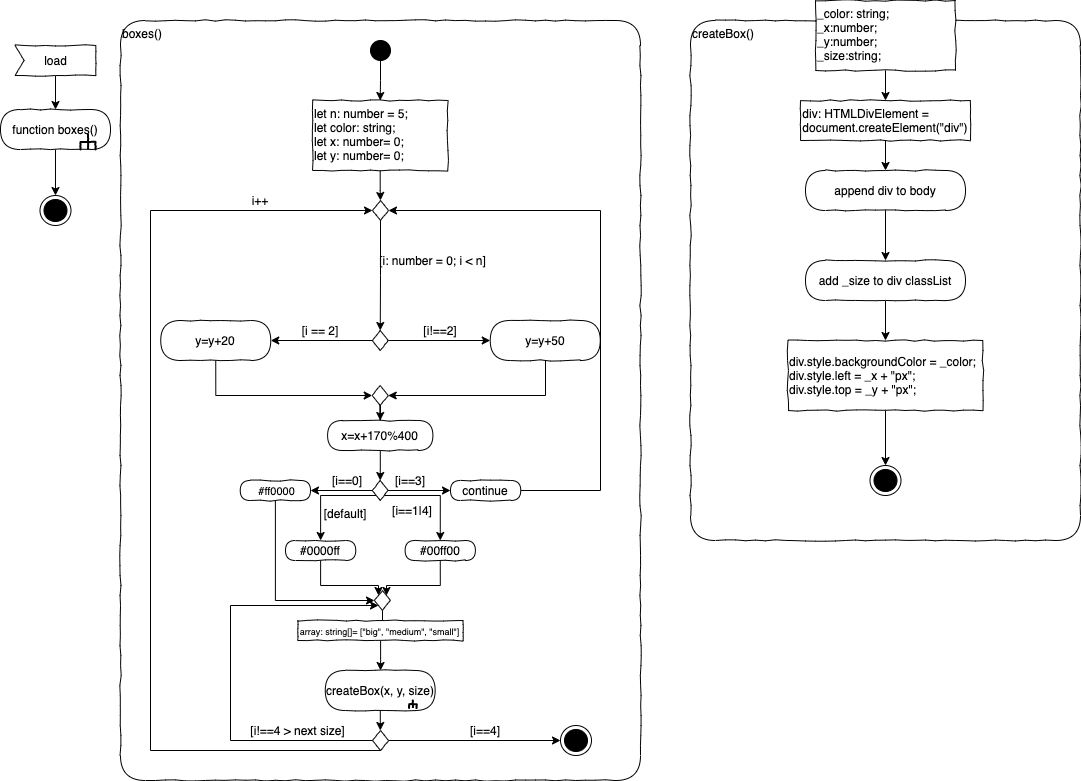 load
function boxes()
boxes()
let n: number = 5;
let color: string;
let x: number= 0;
let y: number= 0;
i++
[i: number = 0; i < n]
[i == 2]
[i!==2]
y=y+20
y=y+50
x=x+170%400
[i==0]
[i==3]
#ff0000
continue
[default]
[i==1|4]
#0000ff
#00ff00
array: string[]= ["big", "medium", "small"]
createBox(x, y, size)
[i!==4 > next size]
[i==4]
createBox()
_color: string;
_x:number;
_y:number;
_size:string;
div: HTMLDivElement =
document.createElement("div")
append div to body
add _size to div classList
div.style.backgroundColor = _color;
div.style.left = _x + "px";
div.style.top = _y + "px";